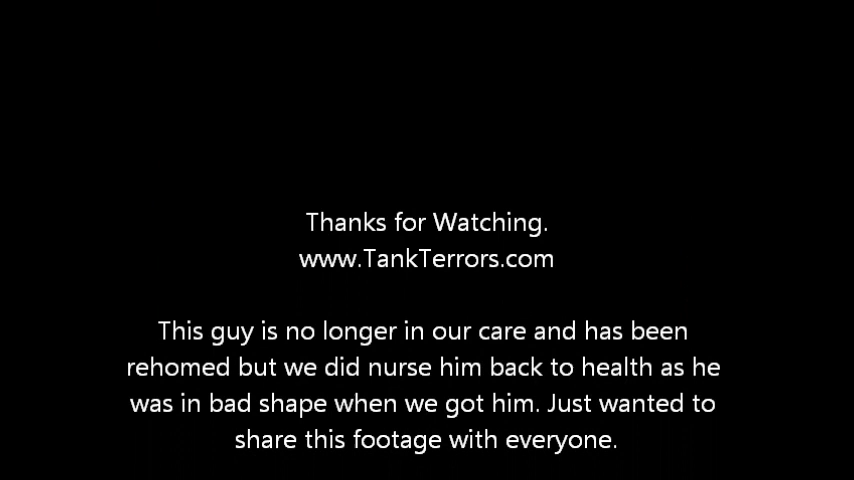 Thanks for Watching.
www.TankTerrors.com
This guy is no longer in our care and has been
rehomed but we did nurse him back to health as he
was in bad shape when we got him. Just wanted to
share this footage with everyone.